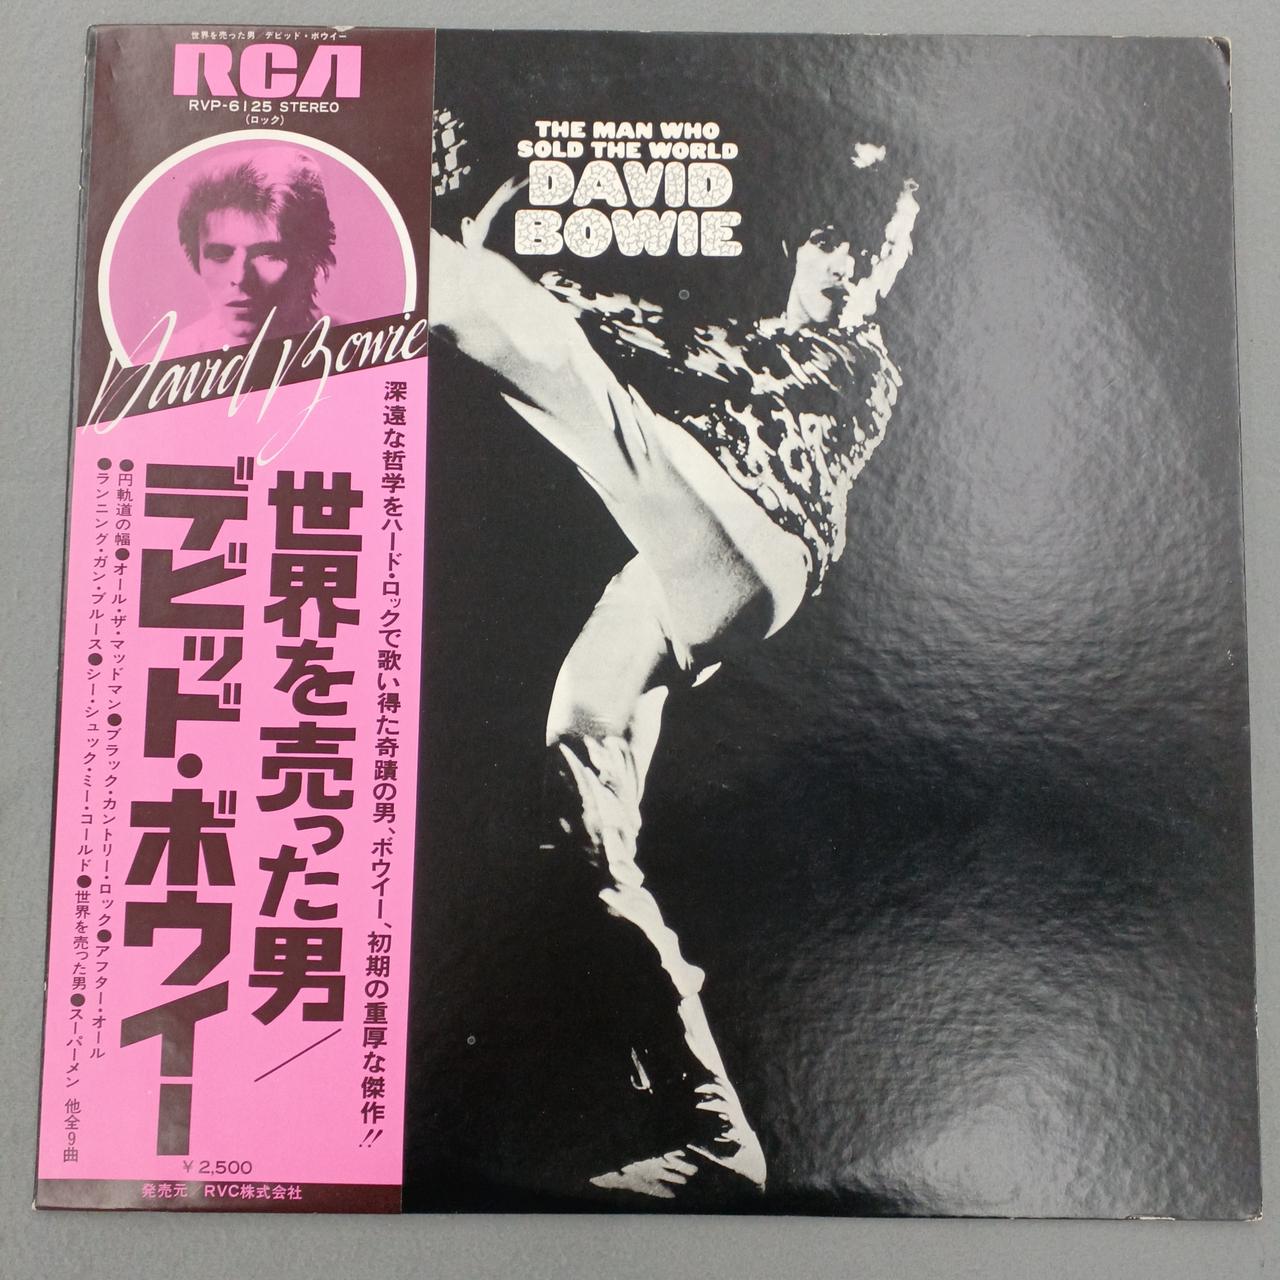 世界を売った男／デビッド・ボウイー
RCA
RVP-6125 STEREO
(ロック)
David Bowie
深遠な哲学をハード・ロックで歌い得た奇蹟の男、ボウイー、初期の重厚な傑作!!
世界を売った男／
デビッド・ボウイー
●円軌道の幅●オール・ザ・マッドマン●ブラック・カントリー・ロック●アフター・オール
●ランニング・ガン・ブルース●シー・シュック・ミー・コールド●世界を売った男●スーパーメン 他全9曲
¥2,500
発売元／RVC株式会社
THE MAN WHO
SOLD THE WORLD
DAVID
BOWIE